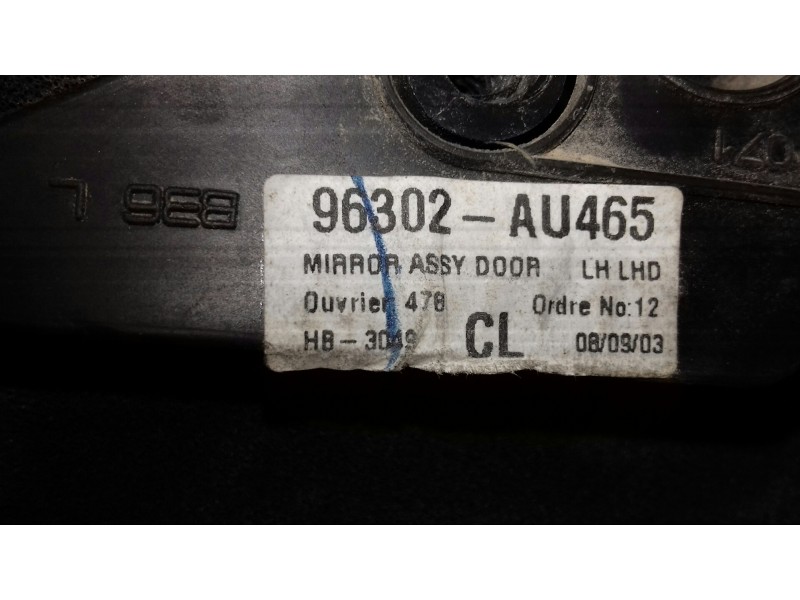 B36 L
96302-AU465
MIRROR ASSY DOOR LH LHD
Ouvrier 478 Ordre No:12
HB-3049 CL 08/09/03